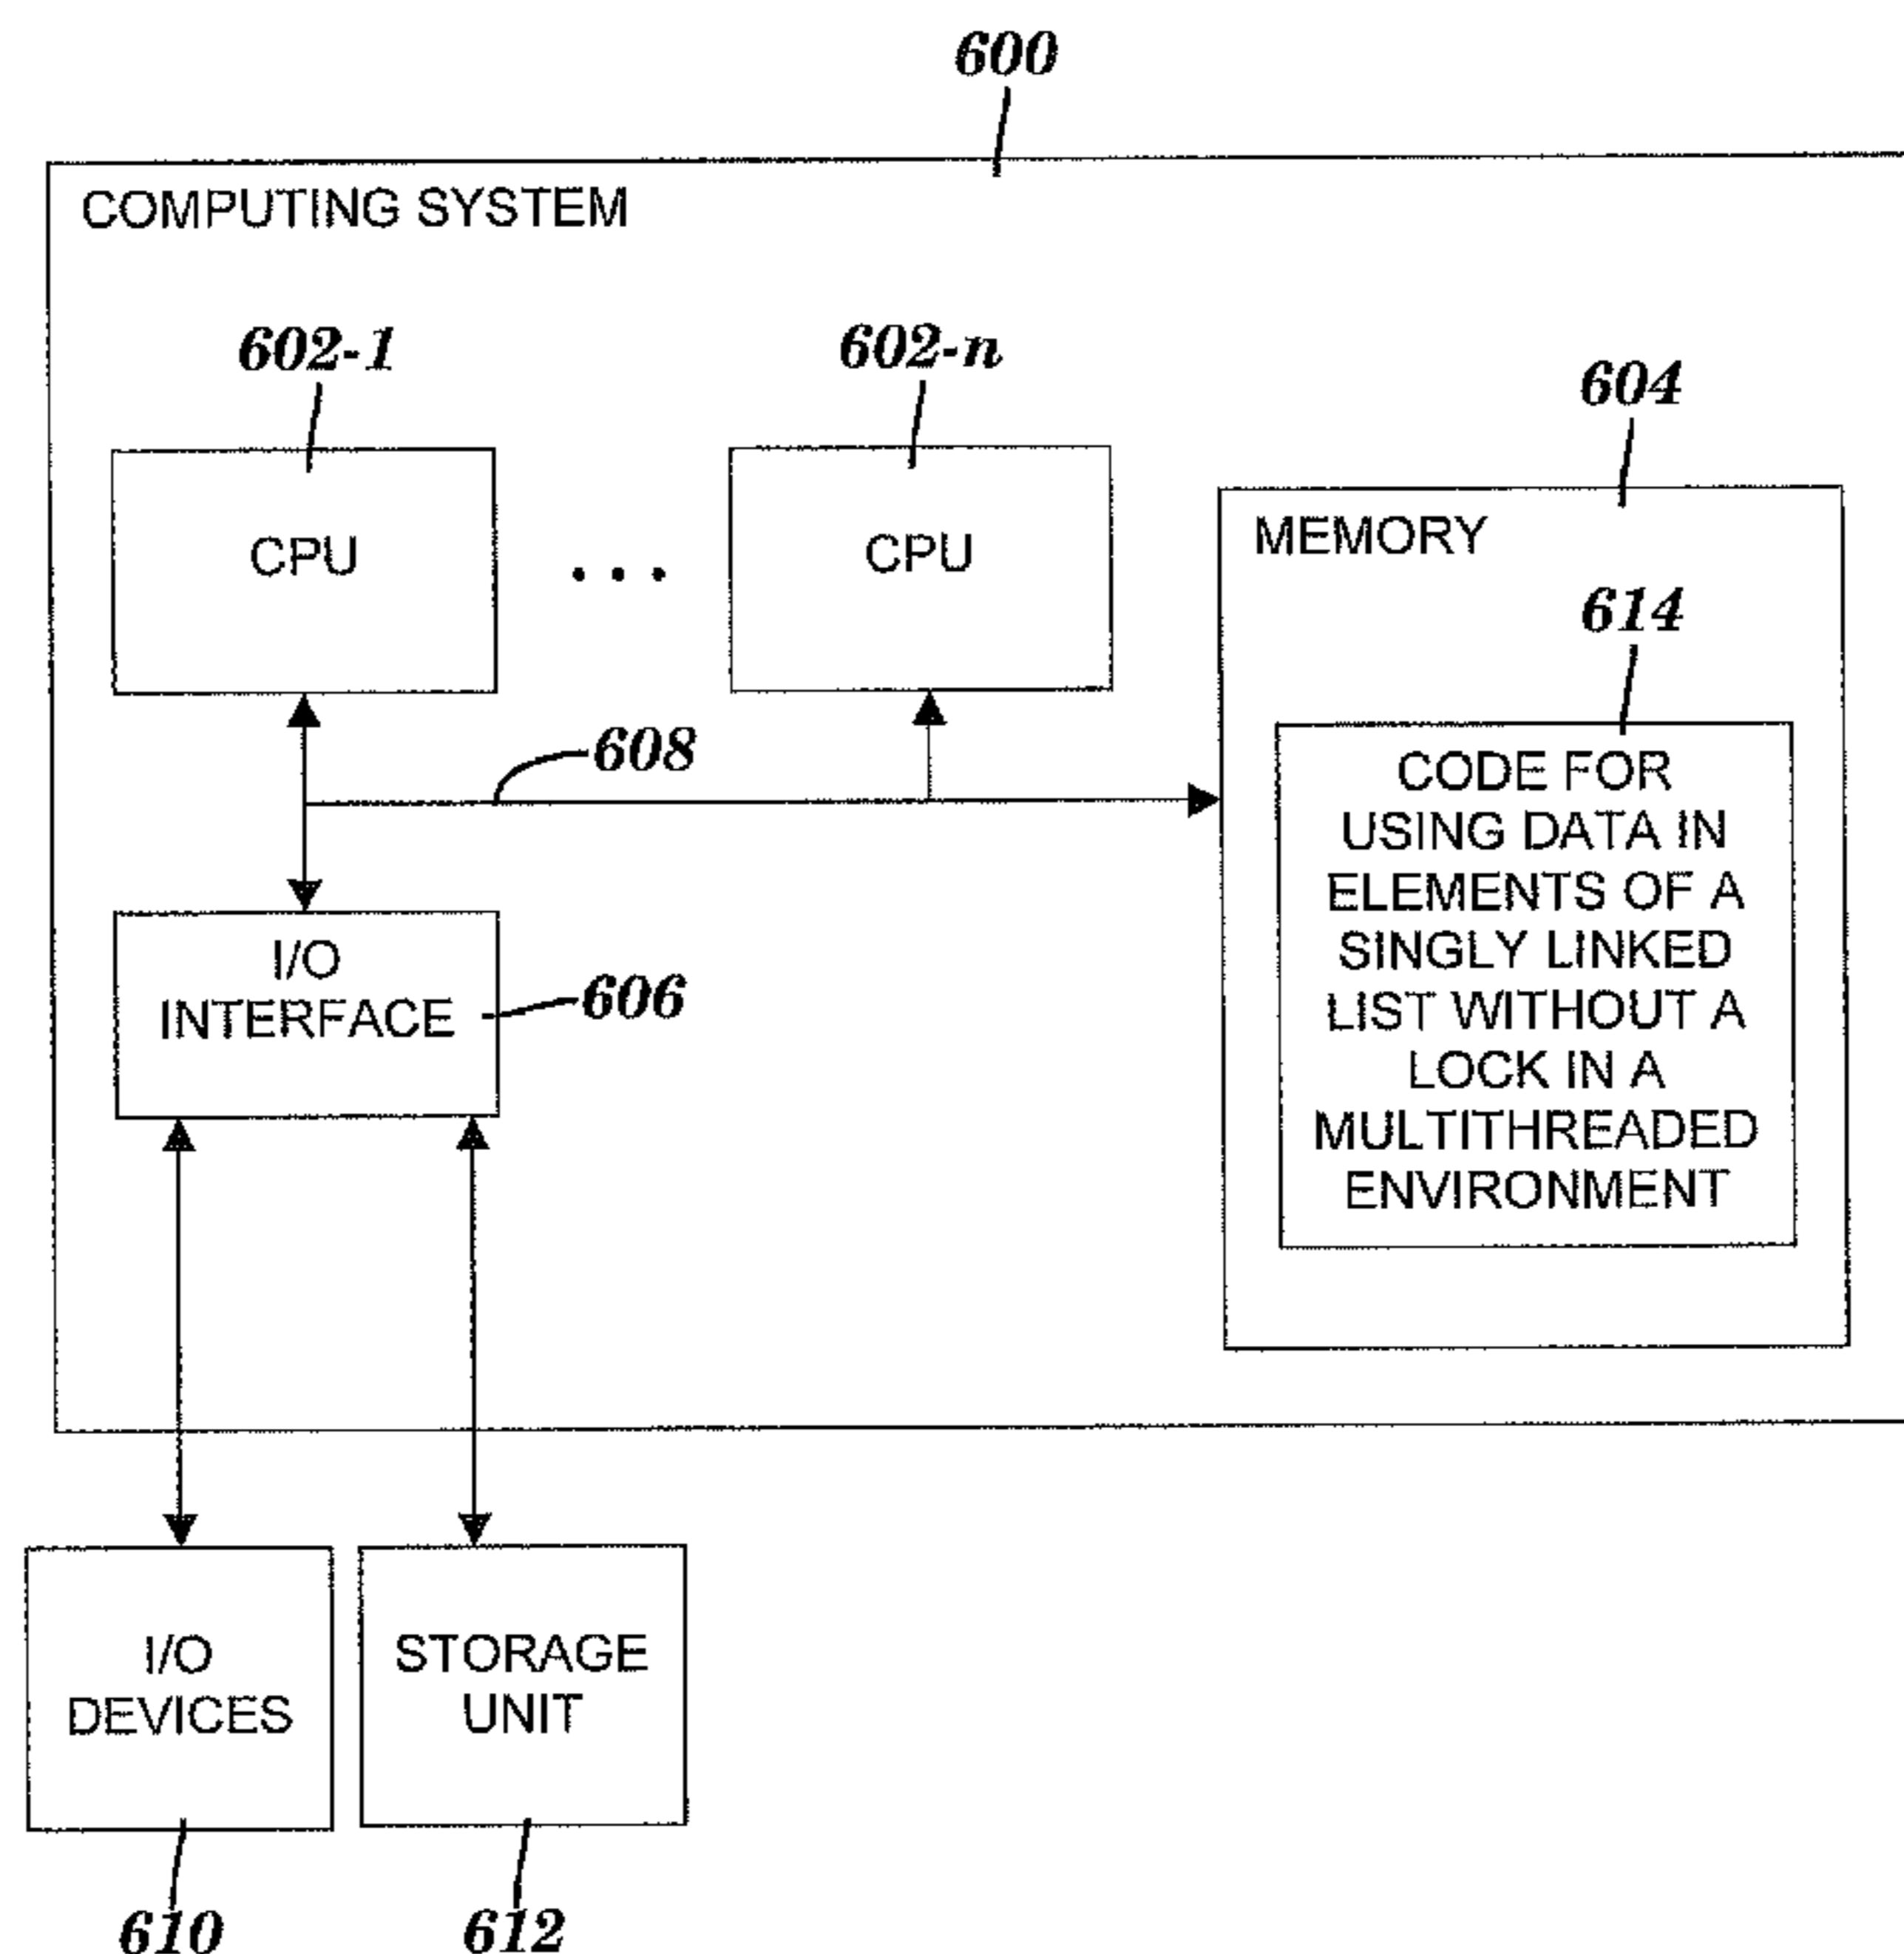 600
COMPUTING SYSTEM
602-1
602-n
604
CPU
. . .
CPU
MEMORY
614
608
CODE FOR
USING DATA IN
ELEMENTS OF A
SINGLY LINKED
LIST WITHOUT A
LOCK IN A
MULTITHREADED
ENVIRONMENT
I/O
INTERFACE
606
I/O
DEVICES
STORAGE
UNIT
610
612